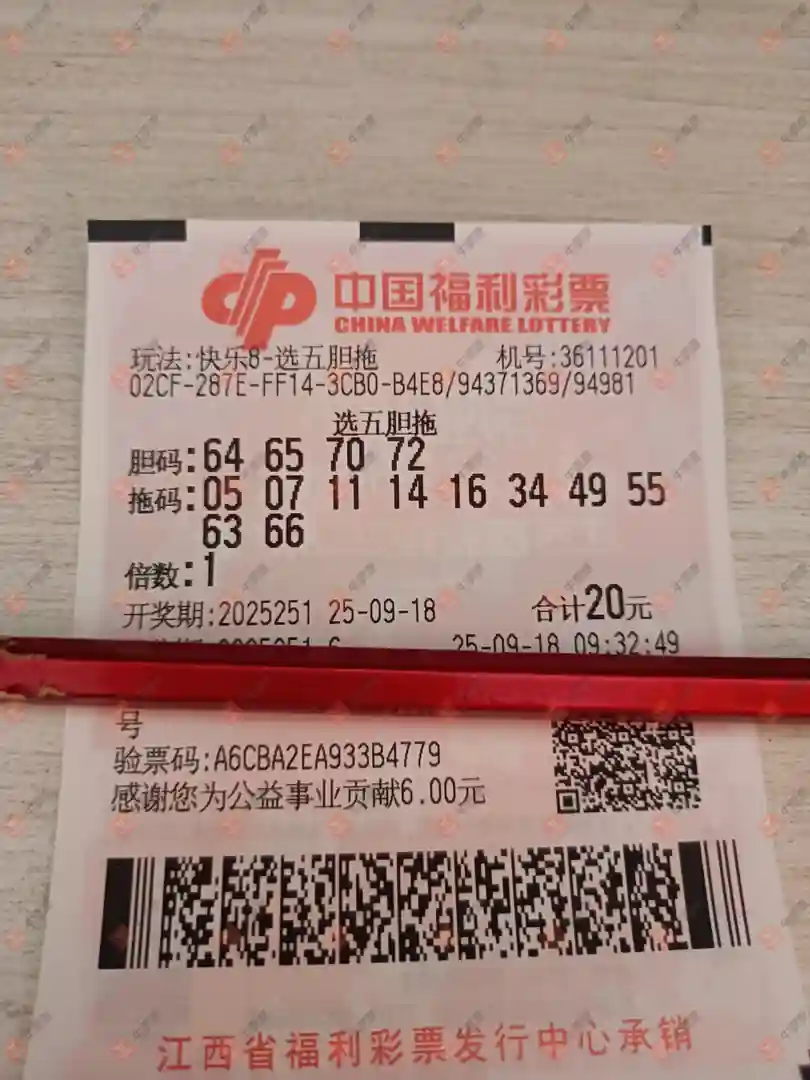 中国福利彩票
CHINA WELFARE LOTTERY
玩法:快乐8-选五胆拖 机号:36111201
02CF-287E-FF14-3CB0-B4E8/94371369/94981
选五胆拖
胆码:64 65 70 72
拖码:05 07 11 14 16 34 49 55
63 66
倍数:1
开奖期:2025251 25-09-18 合计20元
25-09-18 09:32:49
号
验票码:A6CBA2EA933B4779
感谢您为公益事业贡献6.00元
江西省福利彩票发行中心承销